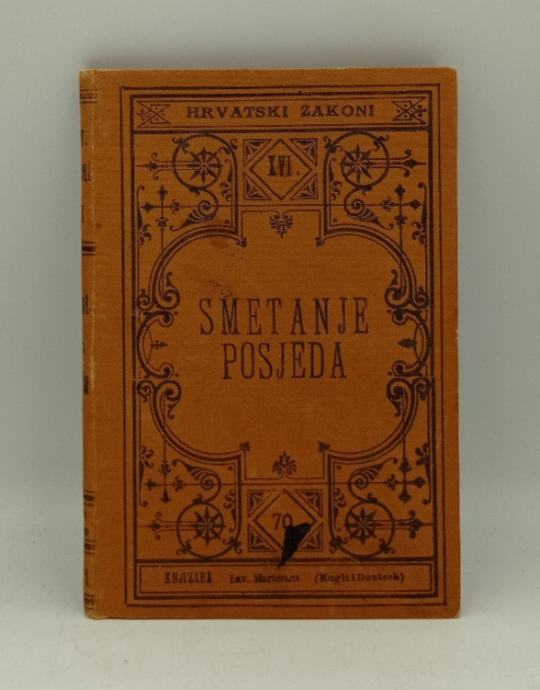 HRVATSKI ZAKONI
XVI.
SMETANJE
POSJEDA
70
KNJIŽARA Lav. Hartmana (Kugli i Deutsch)